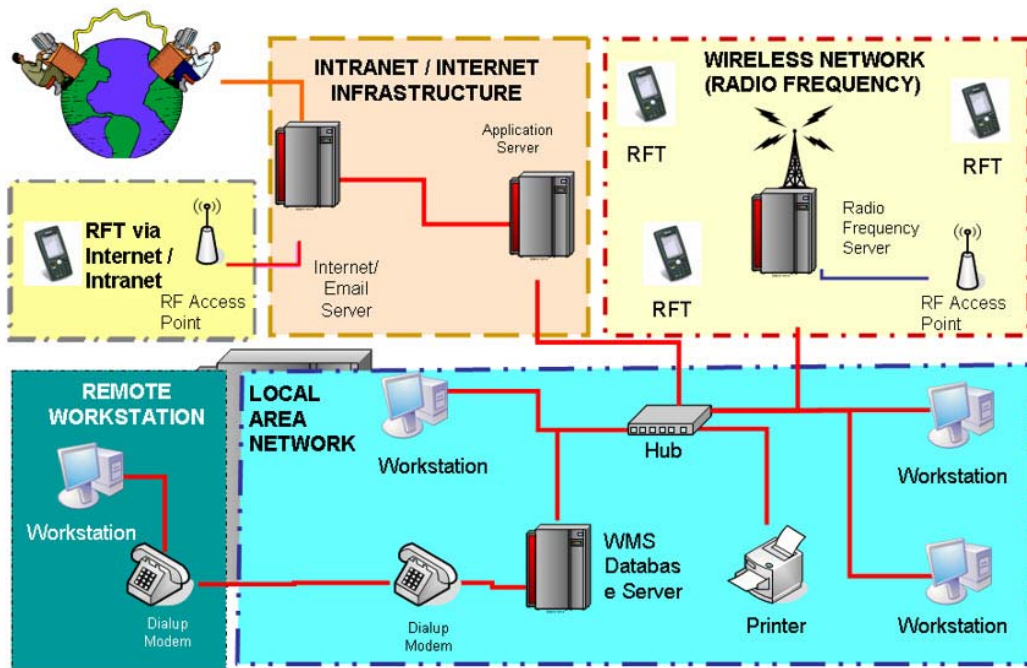 INTRANET / INTERNET
INFRASTRUCTURE
Application
Server
Internet/
Email
Server
WIRELESS NETWORK
(RADIO FREQUENCY)
RFT
RFT
RFT
Radio
Frequency
Server
RF Access
Point
RFT via
Internet /
Intranet
RF Access
Point
REMOTE
WORKSTATION
Workstation
Dialup
Modem
LOCAL
AREA
NETWORK
Workstation
Hub
Workstation
Dialup
Modem
WMS
Databas
e Server
Printer
Workstation